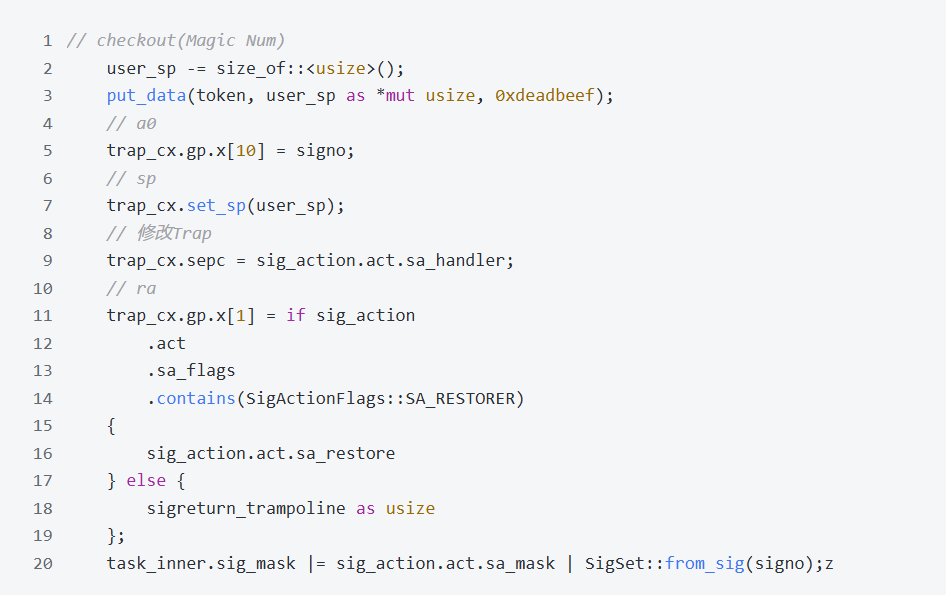 1 // checkout(Magic Num)
2 user_sp -= size_of::<usize>();
3 put_data(token, user_sp as *mut usize, 0xdeadbeef);
4 // a0
5 trap_cx.gp.x[10] = signo;
6 // sp
7 trap_cx.set_sp(user_sp);
8 // 修改Trap
9 trap_cx.sepc = sig_action.act.sa_handler;
10 // ra
11 trap_cx.gp.x[1] = if sig_action
12 .act
13 .sa_flags
14 .contains(SigActionFlags::SA_RESTORER)
15 {
16 sig_action.act.sa_restore
17 } else {
18 sigreturn_trampoline as usize
19 };
20 task_inner.sig_mask |= sig_action.act.sa_mask | SigSet::from_sig(signo);z